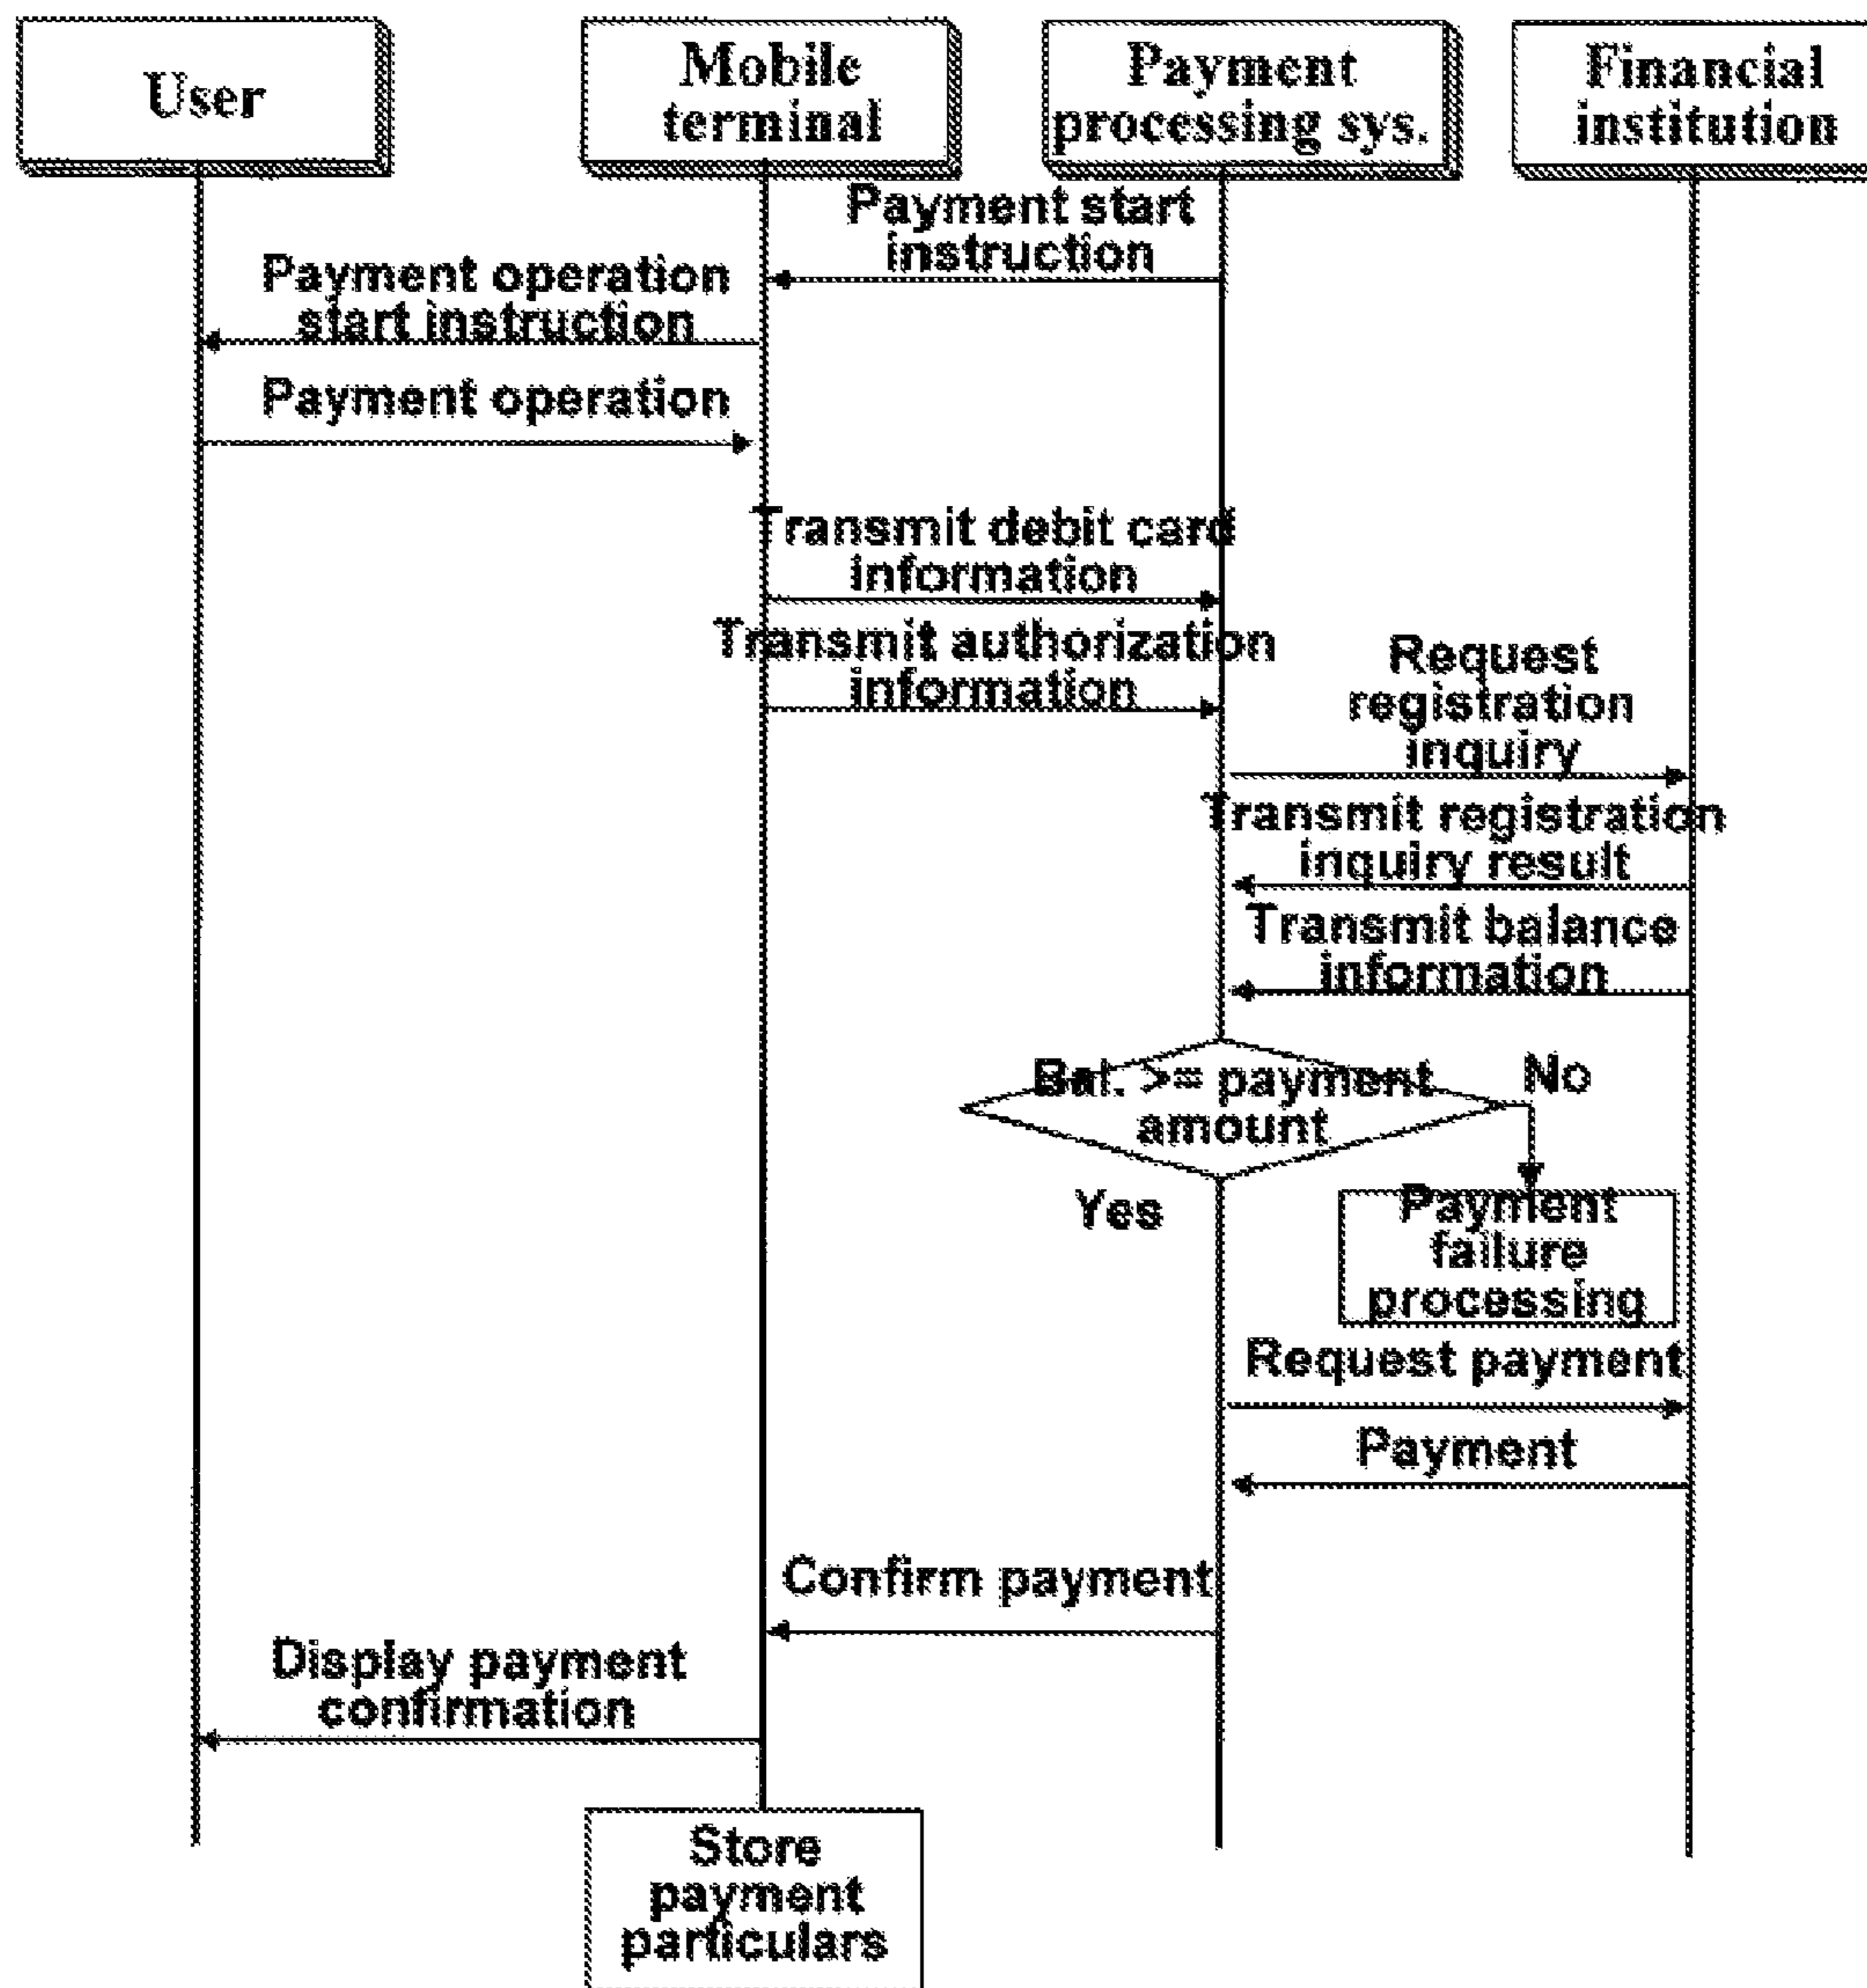 User
Mobile
terminal
Payment
processing sys.
Financial
institution
Payment start
instruction
Payment operation
start instruction
Payment operation
Transmit debit card
information
Transmit authorization
information
Request
registration
inquiry
Transmit registration
inquiry result
Transmit balance
information
Bal. >= payment
amount
No
Yes
Payment
failure
processing
Request payment
Payment
Confirm payment
Display payment
confirmation
Store
payment
particulars